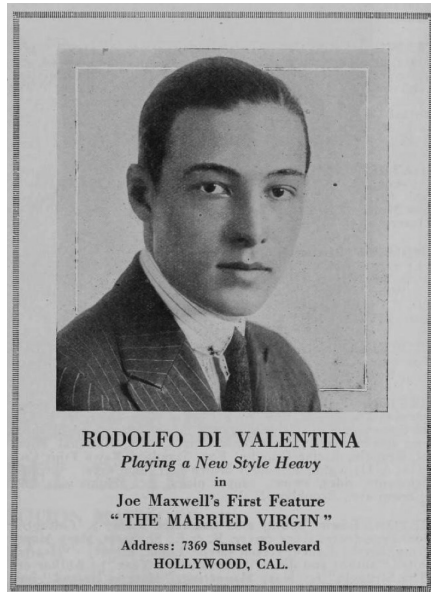 RODOLFO DI VALENTINA
Playing a New Style Heavy
in
Joe Maxwell's First Feature
“ THE MARRIED VIRGIN ”
Address: 7369 Sunset Boulevard
HOLLYWOOD, CAL.